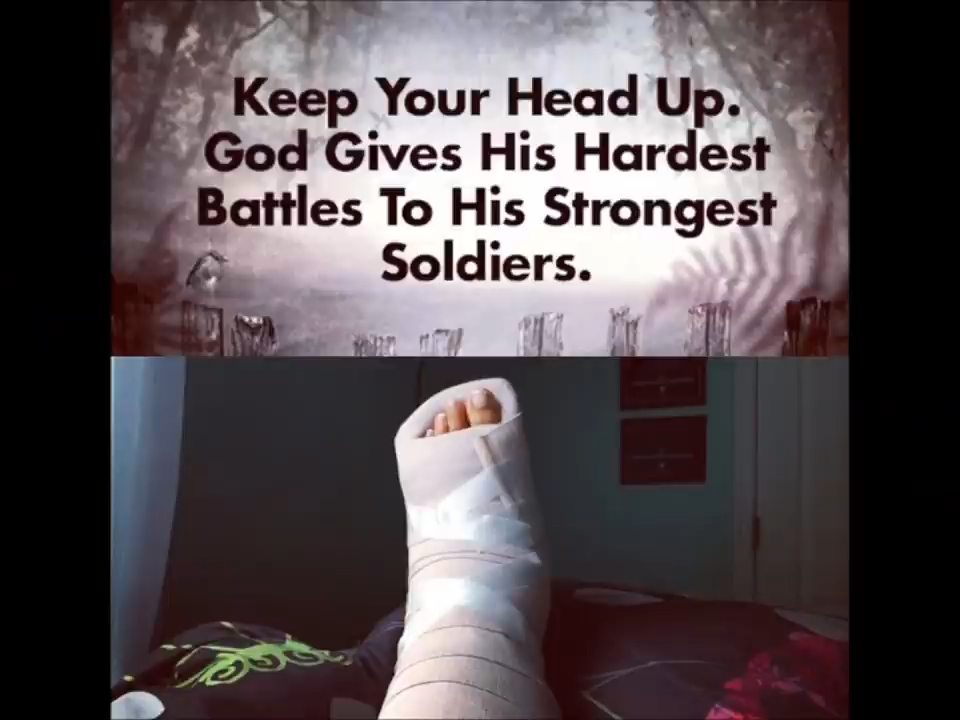 Keep Your Head Up.
God Gives His Hardest
Battles To His Strongest
Soldiers.